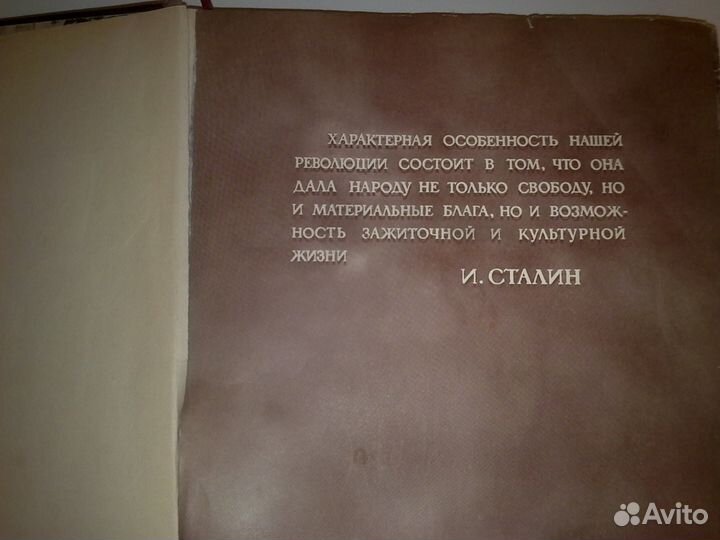 ХАРАКТЕРНАЯ ОСОБЕННОСТЬ НАШЕЙ
РЕВОЛЮЦИИ СОСТОИТ В ТОМ, ЧТО ОНА
ДАЛА НАРОДУ НЕ ТОЛЬКО СВОБОДУ, НО
И МАТЕРИАЛЬНЫЕ БЛАГА, НО И ВОЗМОЖ-
НОСТЬ ЗАЖИТОЧНОЙ И КУЛЬТУРНОЙ
ЖИЗНИ
И. СТАЛИН
Avito